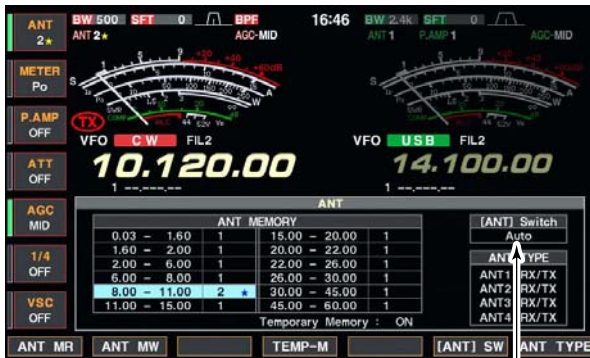 ANT
2★
METER
Po
P.AMP
OFF
ATT
OFF
AGC
MID
1/4
OFF
VSC
OFF
BW 500 SFT 0 BPF
ANT 2★ AGC-MID
16:46
BW 2.4k SFT 0
ANT 1 P.AMP 1 AGC-MID
TX
VFO CW FIL2
10.120.00
1 --.---.--
VFO USB FIL2
14.100.00
1 --.---.--
ANT
ANT MEMORY
0.03 – 1.60 1 15.00 – 20.00 1
1.60 – 2.00 1 20.00 – 22.00 1
2.00 – 6.00 1 22.00 – 26.00 1
6.00 – 8.00 1 26.00 – 30.00 1
8.00 – 11.00 2 ★ 30.00 – 45.00 1
11.00 – 15.00 1 45.00 – 60.00 1
Temporary Memory : ON
[ANT] Switch
Auto
ANT TYPE
ANT1 RX/TX
ANT2 RX/TX
ANT3 RX/TX
ANT4 RX/TX
ANT MR ANT MW TEMP-M [ANT] SW ANT TYPE